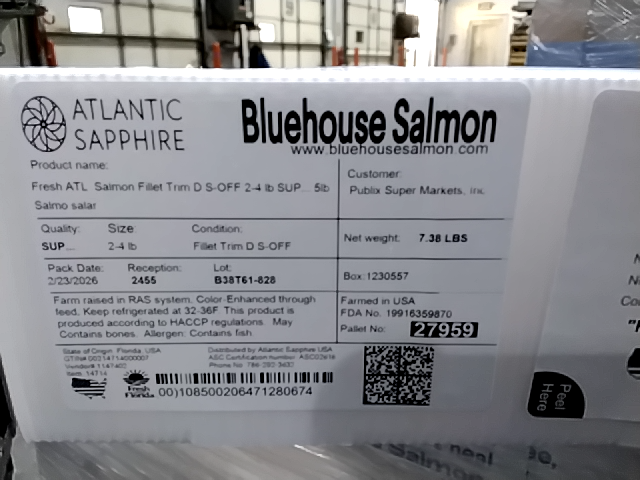 ATLANTIC
SAPPHIRE
Bluehouse Salmon
www.bluehousesalmon.com
Product name:
Fresh ATL Salmon Fillet Trim D S-OFF 2-4 lb SUP... 5lb
Salmo salar
Customer:
Publix Super Markets, Inc.
Quality: Size: Condition:
SUP... 2-4 lb Fillet Trim D S-OFF
Net weight: 7.38 LBS
Pack Date: Reception: Lot:
2/23/2026 2455 B38T61-828
Box:1230557
Farm raised in RAS system. Color-Enhanced through
feed. Keep refrigerated at 32-36F. This product is
produced according to HACCP regulations. May
Contains bones. Allergen: Contains fish.
Farmed in USA
FDA No. 19916359870
Pallet No: 27959
State of Origin: Florida, USA
Distributed by Atlantic Sapphire USA
Fresh
Florida
00)108500206471280674
Peel
Here
Salmon